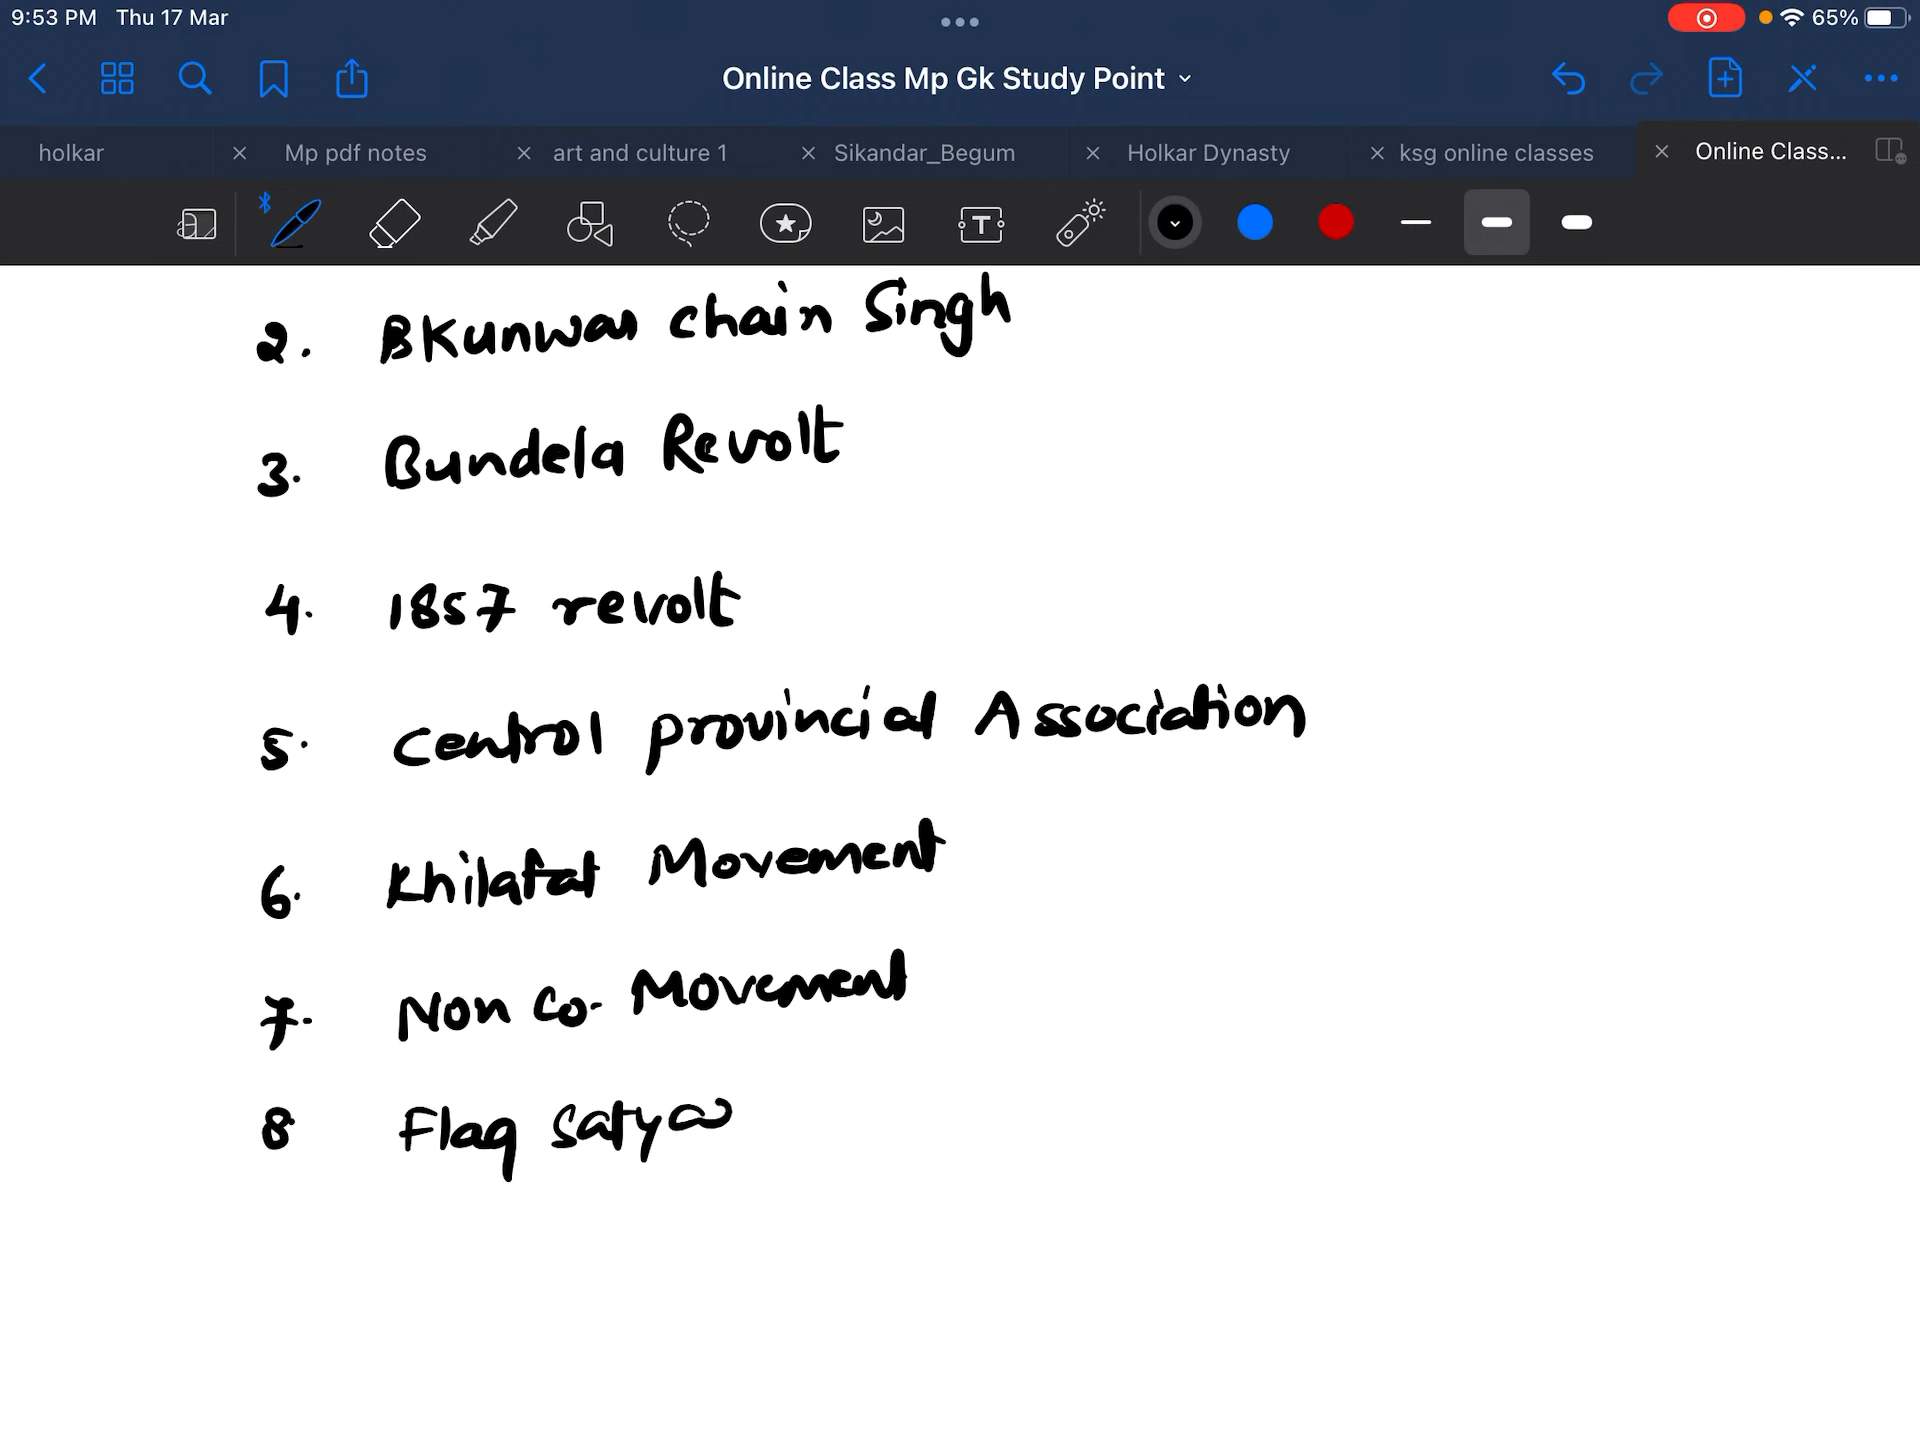 9:53 PM Thu 17 Mar 65%
Online Class Mp Gk Study Point
holkar Mp pdf notes art and culture 1 Sikandar_Begum Holkar Dynasty ksg online classes Online Class...
2. BKunwar chain Singh
3. Bundela Revolt
4. 1857 revolt
5. Central provincial Association
6. Khilafat Movement
7. Non Co- Movement
8 Flag Satya